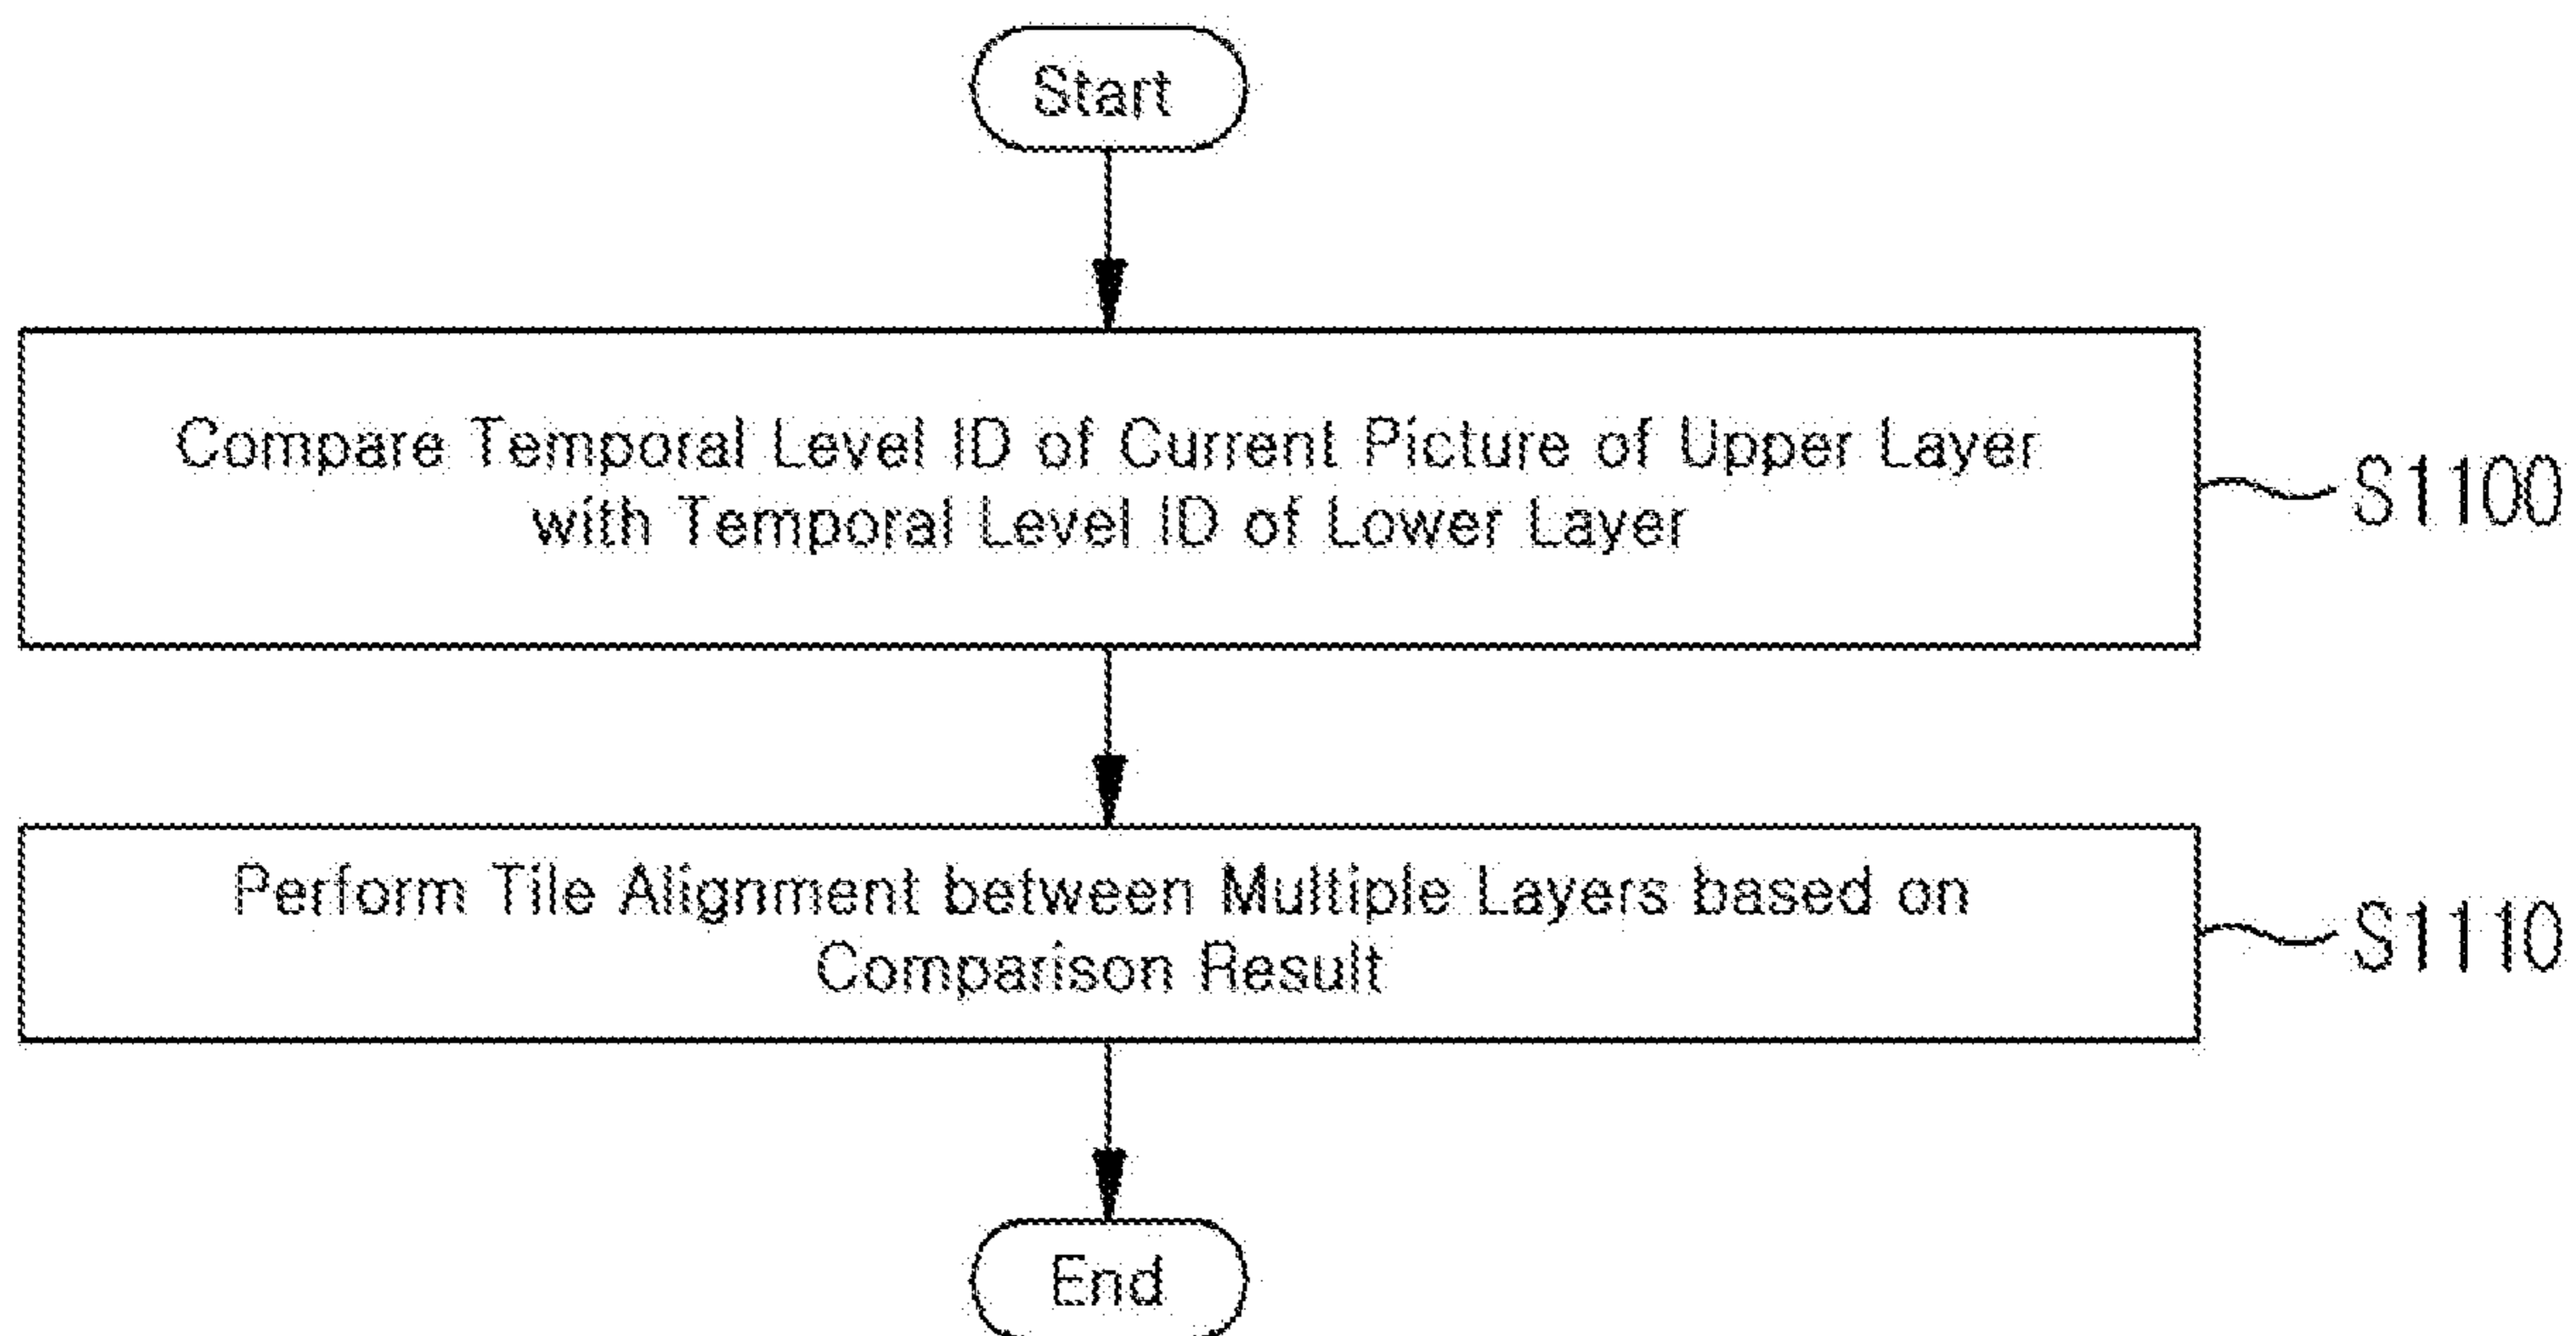 Start
Compare Temporal Level ID of Current Picture of Upper Layer
with Temporal Level ID of Lower Layer
S1100
Perform Tile Alignment between Multiple Layers based on
Comparison Result
S1110
End